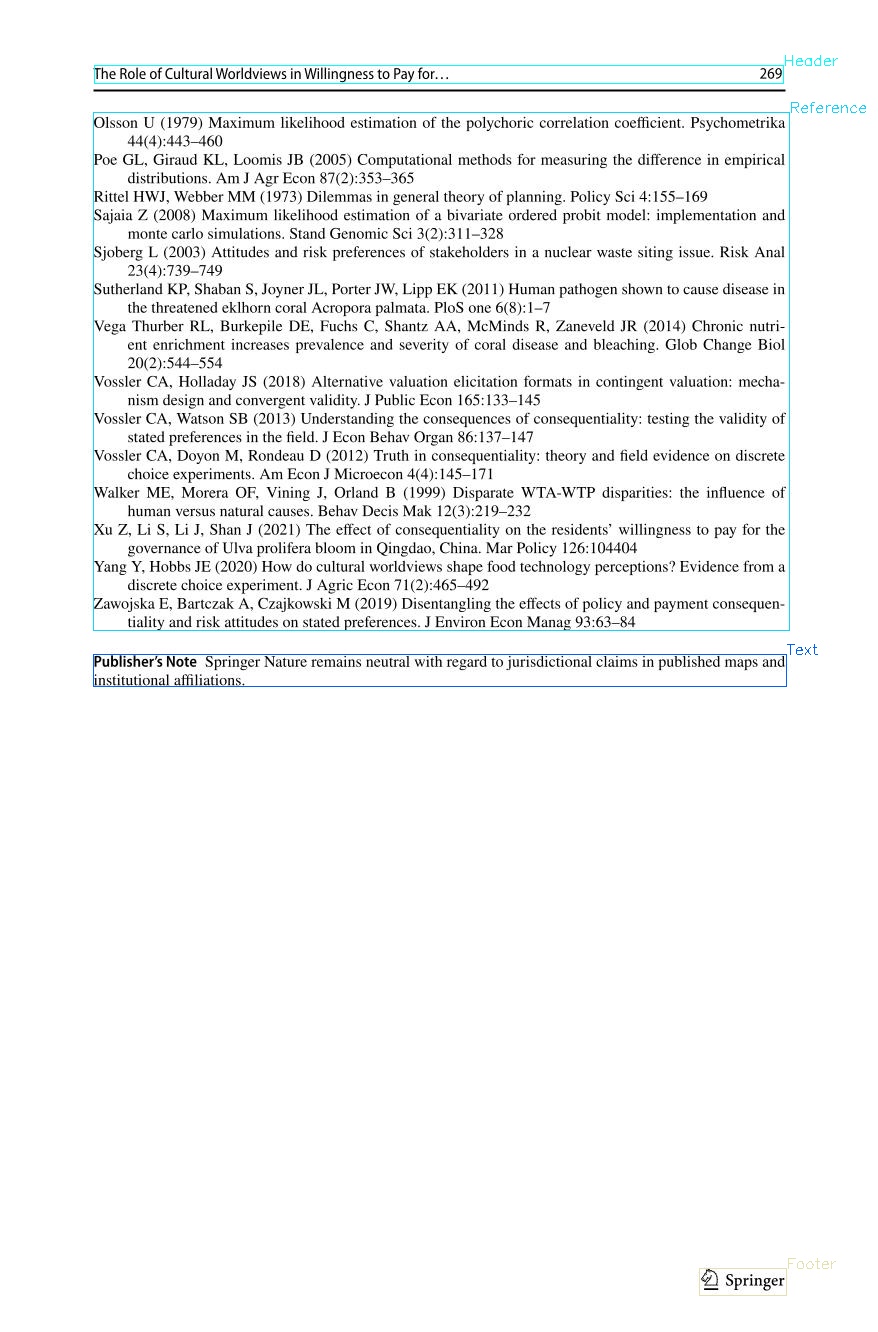 The Role of Cultural Worldviews in Willingness to Pay for… 269
Header
Reference
Olsson U (1979) Maximum likelihood estimation of the polychoric correlation coefficient. Psychometrika
44(4):443–460
Poe GL, Giraud KL, Loomis JB (2005) Computational methods for measuring the difference in empirical
distributions. Am J Agr Econ 87(2):353–365
Rittel HWJ, Webber MM (1973) Dilemmas in general theory of planning. Policy Sci 4:155–169
Sajaia Z (2008) Maximum likelihood estimation of a bivariate ordered probit model: implementation and
monte carlo simulations. Stand Genomic Sci 3(2):311–328
Sjoberg L (2003) Attitudes and risk preferences of stakeholders in a nuclear waste siting issue. Risk Anal
23(4):739–749
Sutherland KP, Shaban S, Joyner JL, Porter JW, Lipp EK (2011) Human pathogen shown to cause disease in
the threatened eklhorn coral Acropora palmata. PloS one 6(8):1–7
Vega Thurber RL, Burkepile DE, Fuchs C, Shantz AA, McMinds R, Zaneveld JR (2014) Chronic nutri-
ent enrichment increases prevalence and severity of coral disease and bleaching. Glob Change Biol
20(2):544–554
Vossler CA, Holladay JS (2018) Alternative valuation elicitation formats in contingent valuation: mecha-
nism design and convergent validity. J Public Econ 165:133–145
Vossler CA, Watson SB (2013) Understanding the consequences of consequentiality: testing the validity of
stated preferences in the field. J Econ Behav Organ 86:137–147
Vossler CA, Doyon M, Rondeau D (2012) Truth in consequentiality: theory and field evidence on discrete
choice experiments. Am Econ J Microecon 4(4):145–171
Walker ME, Morera OF, Vining J, Orland B (1999) Disparate WTA-WTP disparities: the influence of
human versus natural causes. Behav Decis Mak 12(3):219–232
Xu Z, Li S, Li J, Shan J (2021) The effect of consequentiality on the residents’ willingness to pay for the
governance of Ulva prolifera bloom in Qingdao, China. Mar Policy 126:104404
Yang Y, Hobbs JE (2020) How do cultural worldviews shape food technology perceptions? Evidence from a
discrete choice experiment. J Agric Econ 71(2):465–492
Zawojska E, Bartczak A, Czajkowski M (2019) Disentangling the effects of policy and payment consequen-
tiality and risk attitudes on stated preferences. J Environ Econ Manag 93:63–84
Text
Publisher’s Note Springer Nature remains neutral with regard to jurisdictional claims in published maps and
institutional affiliations.
Footer
Springer